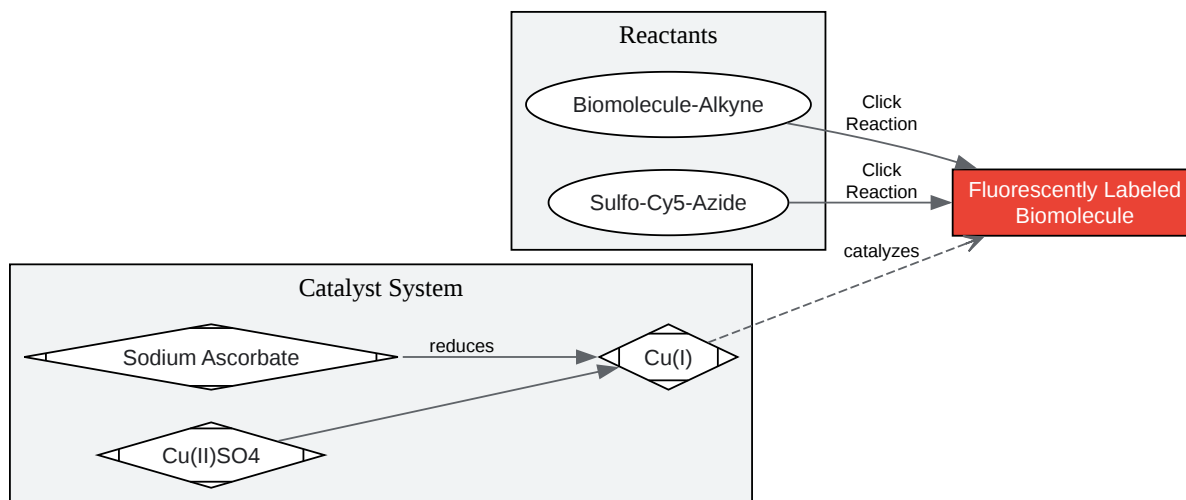 Reactants
Biomolecule-Alkyne
Click
Reaction
Sulfo-Cy5-Azide
Click
Reaction
Fluorescently Labeled
Biomolecule
catalyzes
Catalyst System
Sodium Ascorbate
reduces
Cu(I)
Cu(II)SO4